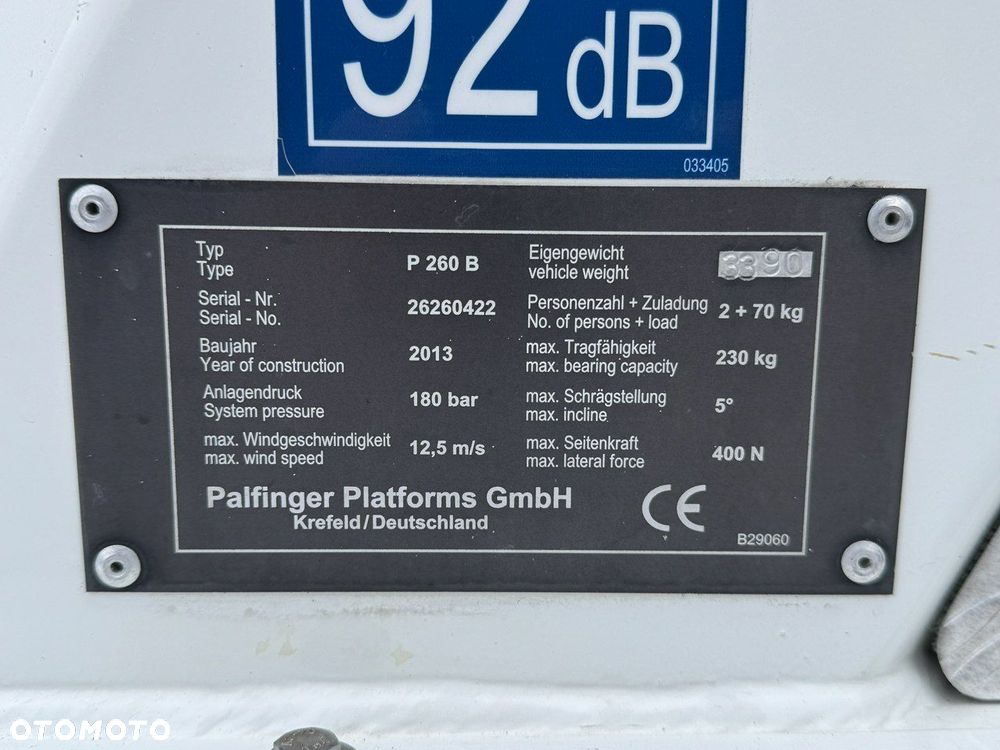 92 dB
033405
Typ
Type
P 260 B
Serial - Nr.
Serial - No.
26260422
Baujahr
Year of construction
2013
Anlagendruck
System pressure
180 bar
max. Windgeschwindigkeit
max. wind speed
12,5 m/s
Eigengewicht
vehicle weight
3390
Personenzahl + Zuladung
No. of persons + load
2 + 70 kg
max. Tragfähigkeit
max. bearing capacity
230 kg
max. Schrägstellung
max. incline
5°
max. Seitenkraft
max. lateral force
400 N
Palfinger Platforms GmbH
Krefeld/Deutschland
CE
B29060
OTOMOTO